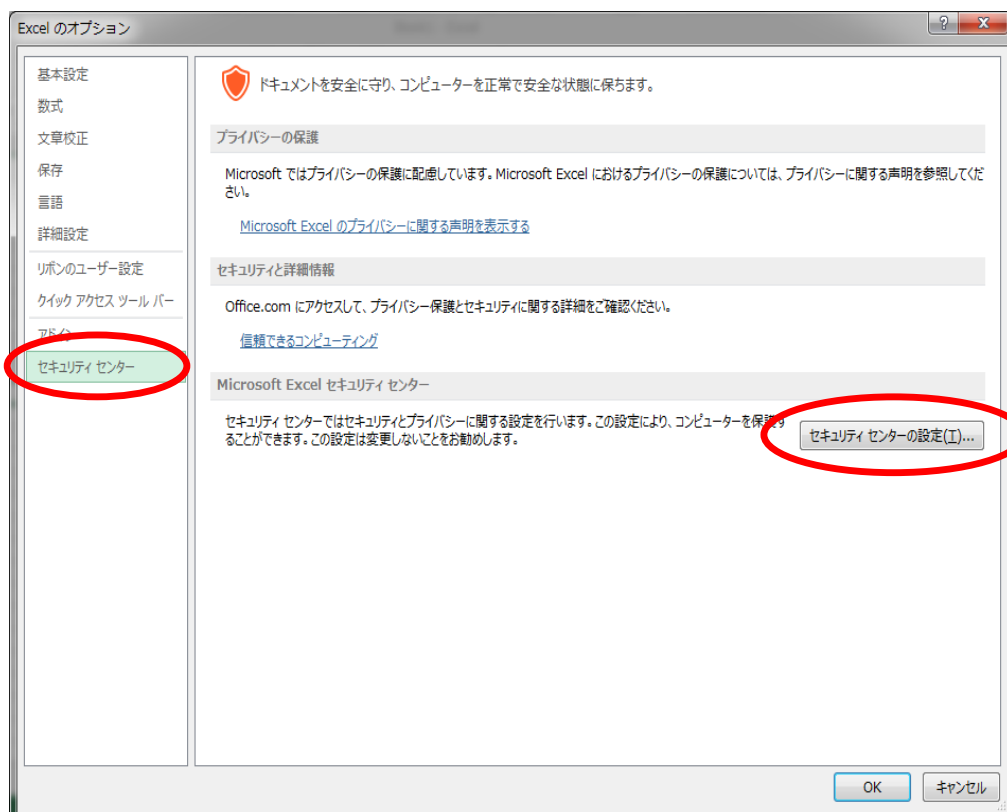 Excel のオプション
基本設定
数式
文章校正
保存
言語
詳細設定
リボンのユーザー設定
クイック アクセス ツール バー
アドイン
セキュリティ センター
ドキュメントを安全に守り、コンピューターを正常で安全な状態に保ちます。
プライバシーの保護
Microsoft ではプライバシーの保護に配慮しています。Microsoft Excel におけるプライバシーの保護については、プライバシーに関する声明を参照してくだ
さい。
Microsoft Excel のプライバシーに関する声明を表示する
セキュリティと詳細情報
Office.com にアクセスして、プライバシー保護とセキュリティに関する詳細をご確認ください。
信頼できるコンピューティング
Microsoft Excel セキュリティ センター
セキュリティ センターではセキュリティとプライバシーに関する設定を行います。この設定により、コンピューターを保護す
ることができます。この設定は変更しないことをお勧めします。
セキュリティ センターの設定(T)...
OK
キャンセル